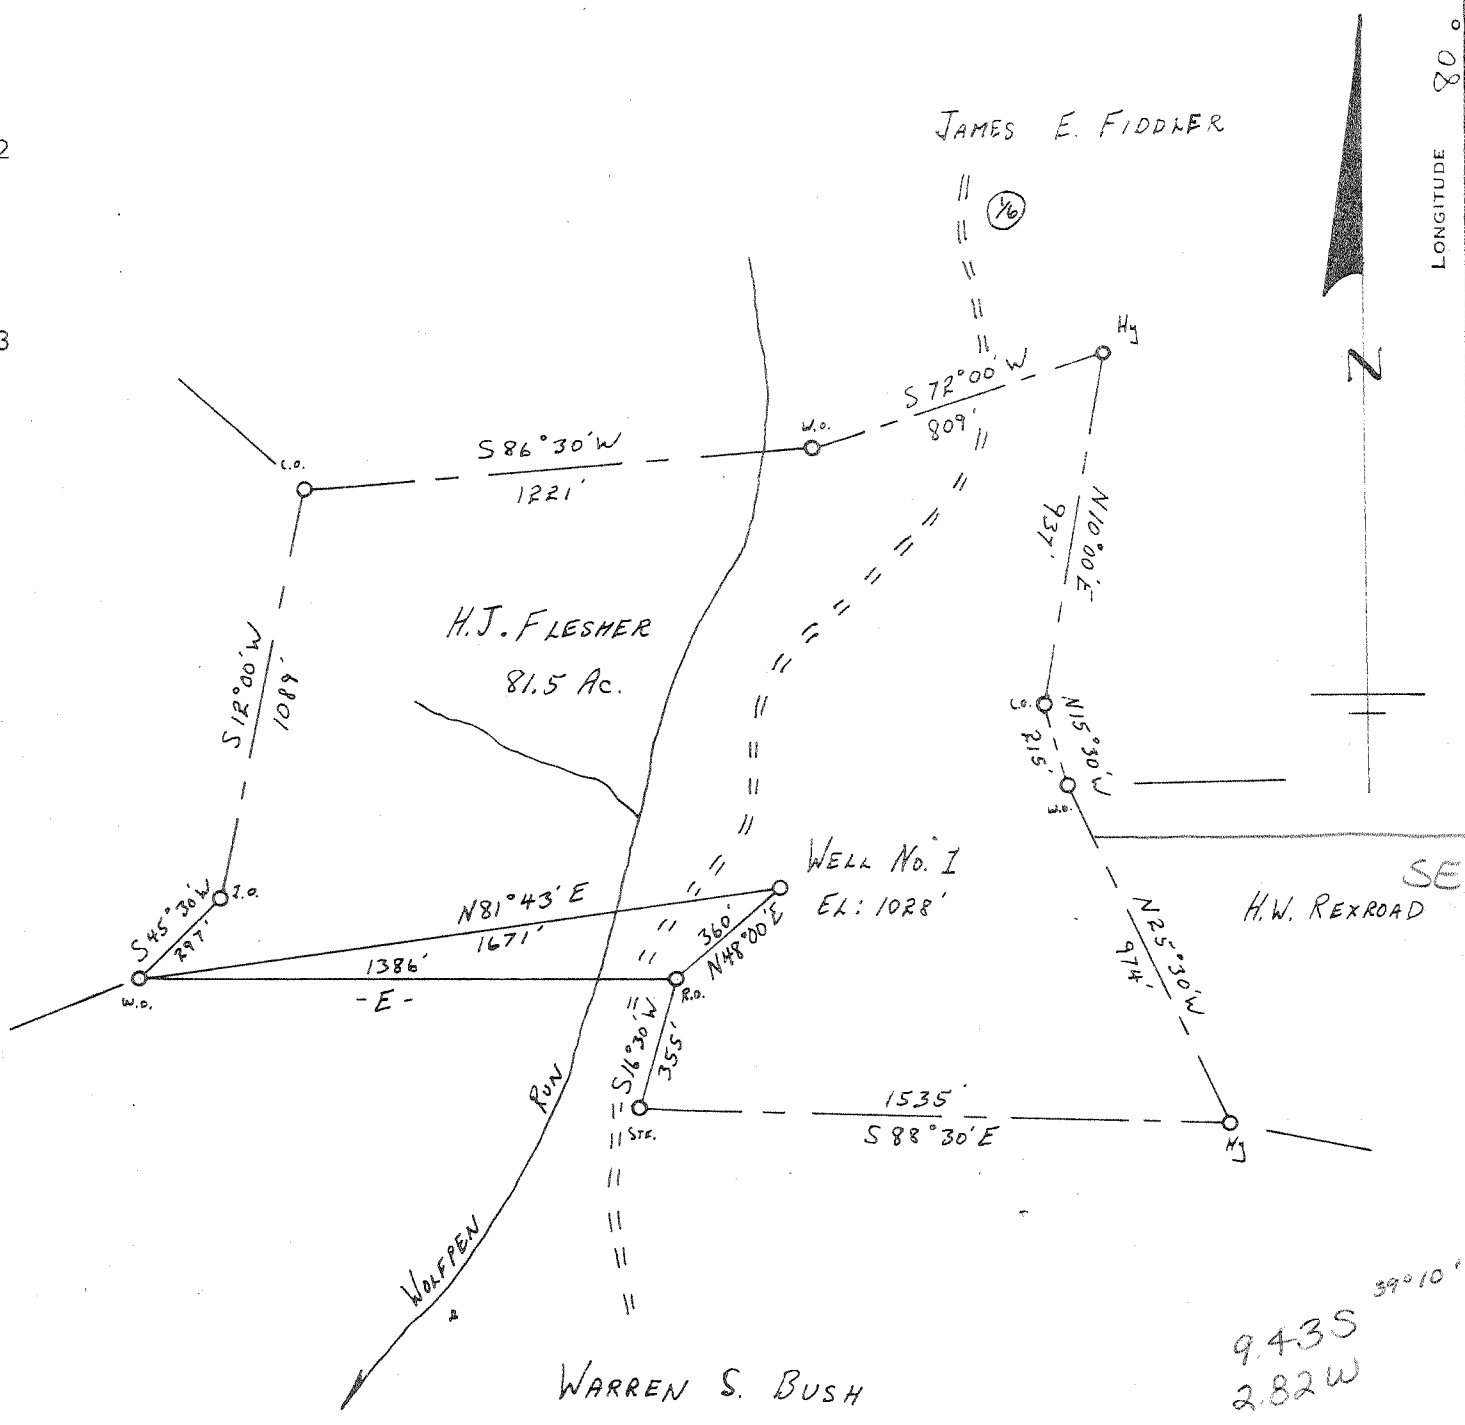 80°
LONGITUDE
2
JAMES E. FIDDLER
1/6
3
Hy
N
S 72°00' W
809'
W.O.
S 86°30' W
1221'
C.O.
N 10°00' E
937'
H.J. FLESHER
81.5 Ac.
S 12°00' W
1089'
N 15°30' W
215'
W.O.
WELL No. 1
EL: 1028'
SE
H.W. REXROAD
N 81°43' E
1671'
S 45°30' W
297'
360'
N 48°00' E
1386'
- E -
W.O.
R.O.
N 25°30' W
974'
S 16°30' W
355'
STK.
1535'
S 88°30' E
Hy
WOLFPEN RUN
39°10'
9.43 S
2.82 W
WARREN S. BUSH